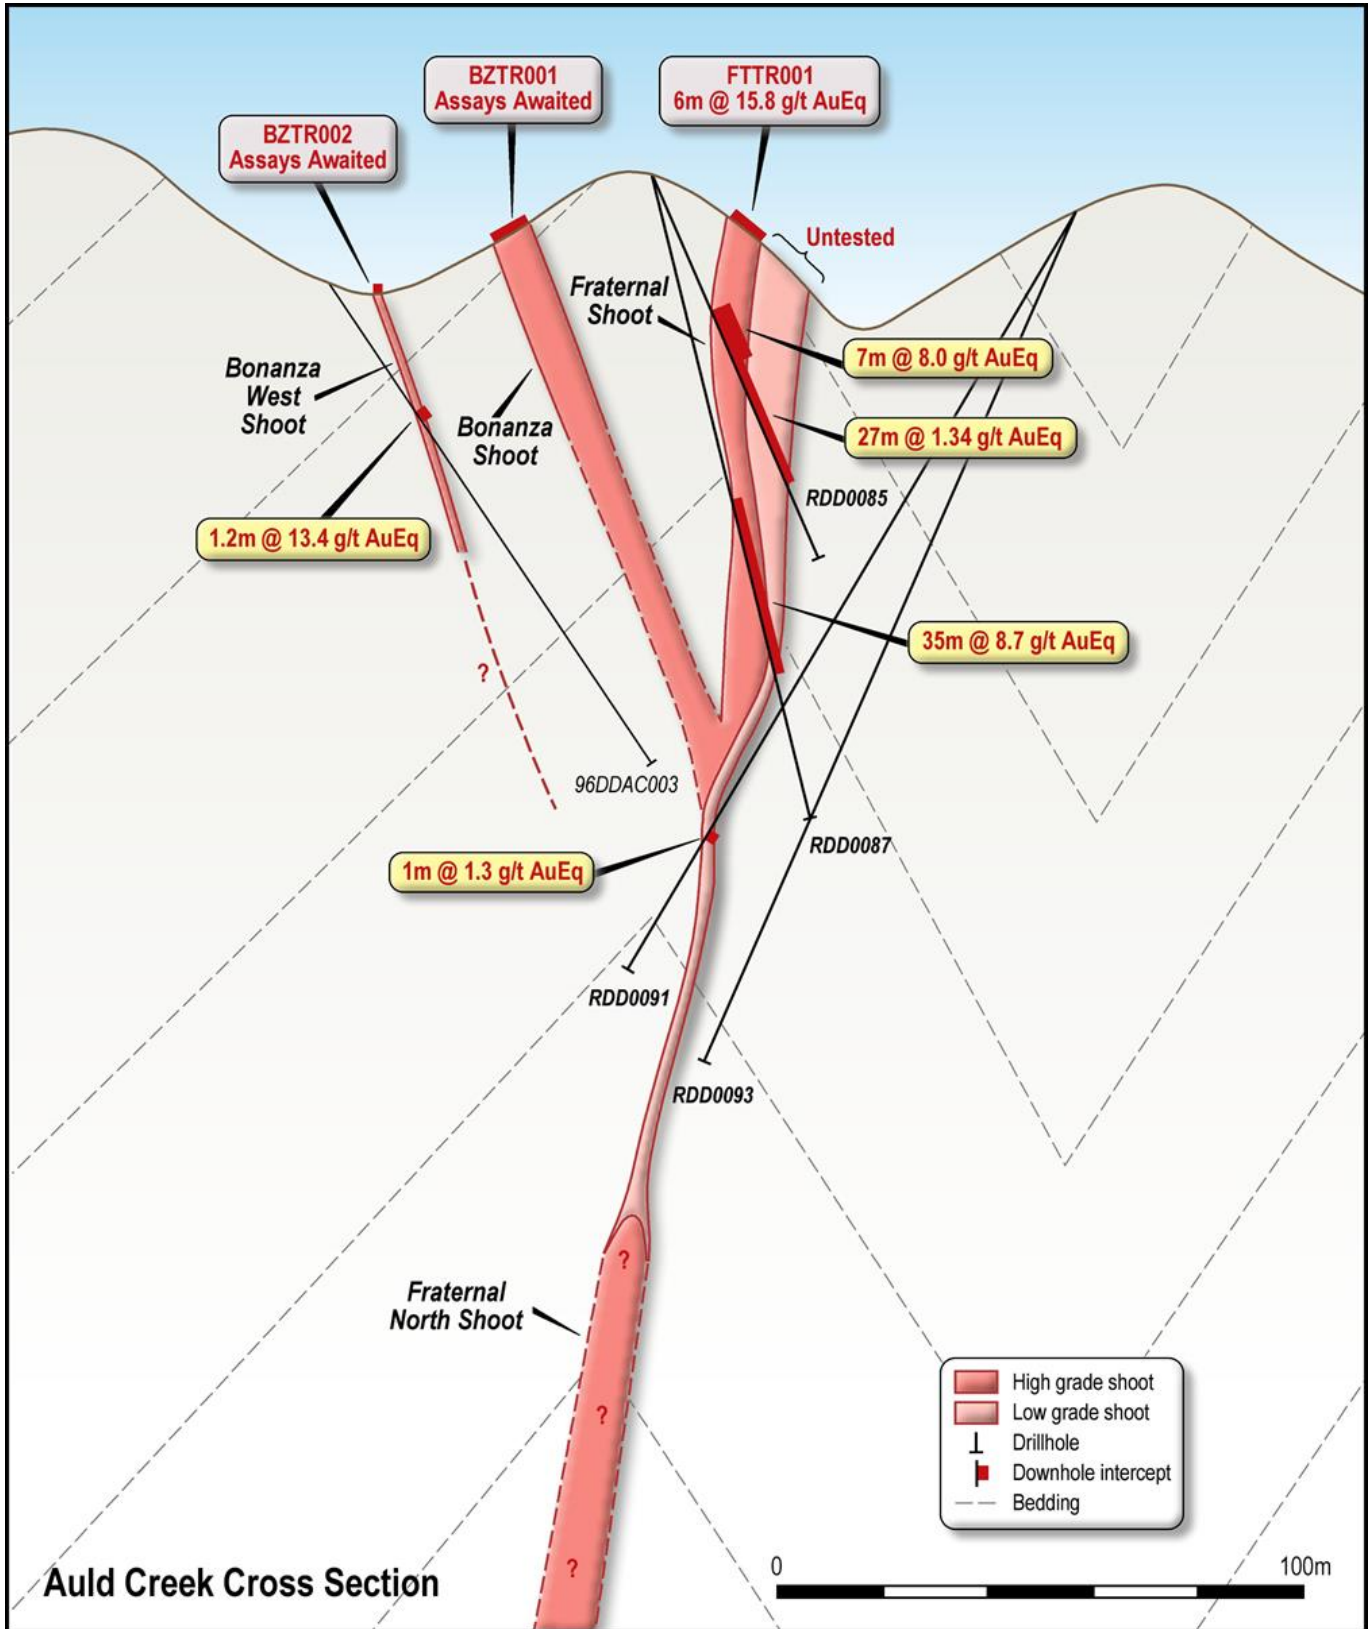 BZTR001
Assays Awaited
FTTR001
6m @ 15.8 g/t AuEq
BZTR002
Assays Awaited
Untested
Fraternal
Shoot
7m @ 8.0 g/t AuEq
Bonanza
West
Shoot
Bonanza
Shoot
27m @ 1.34 g/t AuEq
RDD0085
1.2m @ 13.4 g/t AuEq
35m @ 8.7 g/t AuEq
?
96DDAC003
RDD0087
1m @ 1.3 g/t AuEq
RDD0091
RDD0093
?
Fraternal
North Shoot
?
?
High grade shoot
Low grade shoot
Drillhole
Downhole intercept
Bedding
Auld Creek Cross Section
0 100m